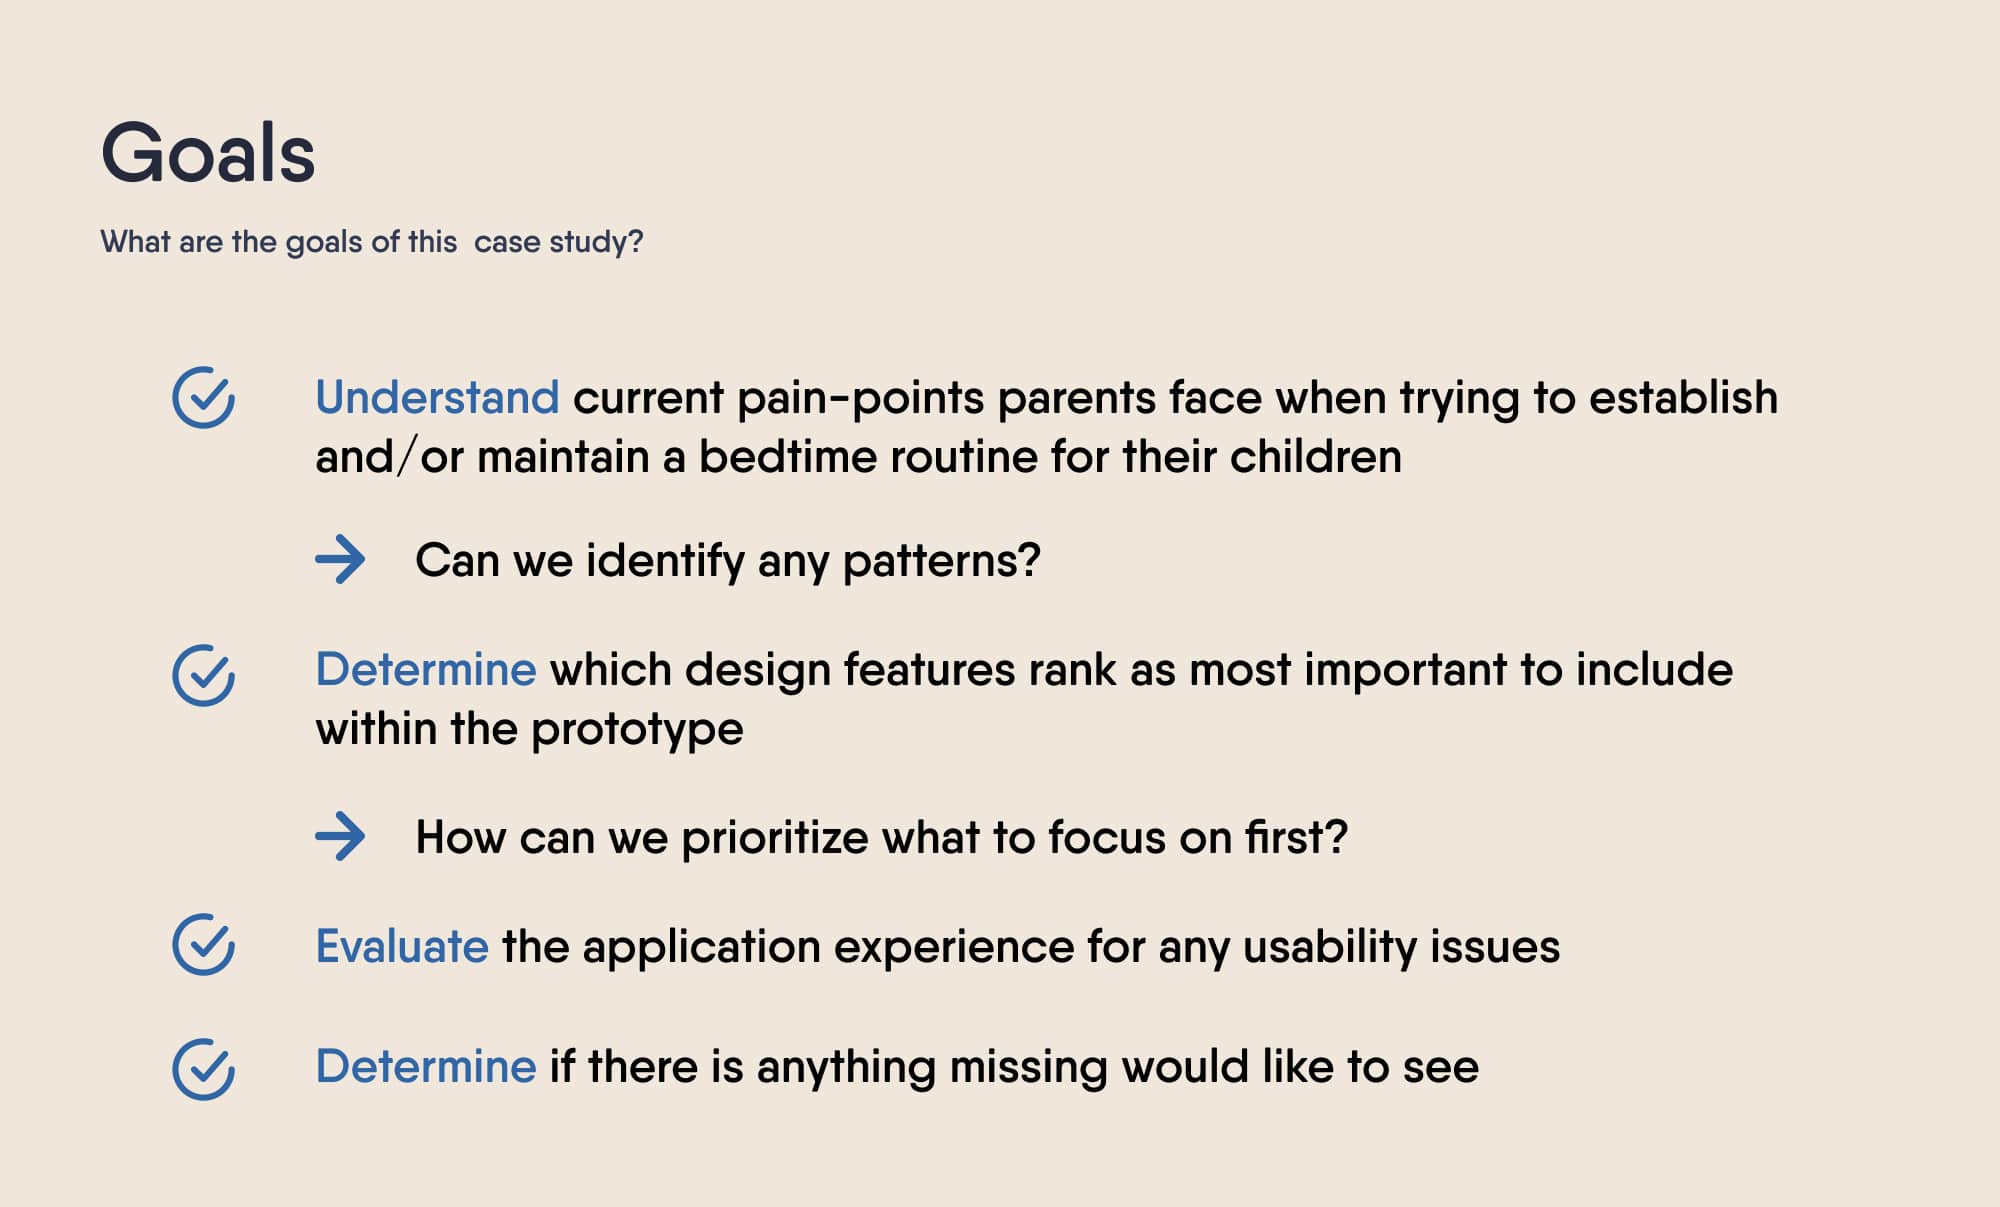 Goals
What are the goals of this  case study?
Understand current pain-points parents face when trying to establish
and/or maintain a bedtime routine for their children
Can we identify any patterns?
Determine which design features rank as most important to include
within the prototype
How can we prioritize what to focus on first?
Evaluate the application experience for any usability issues
Determine if there is anything missing would like to see